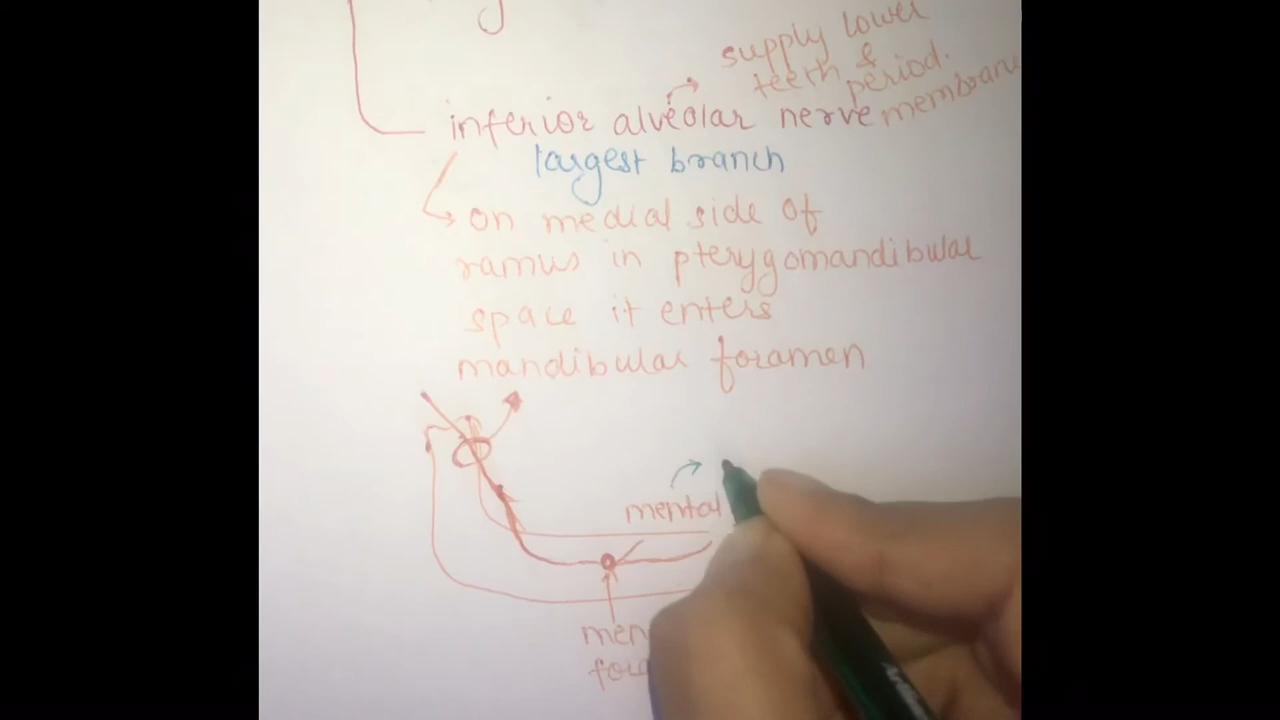 supply lower
teeth &
period.
membrane
inferior alveolar nerve
largest branch
on medial side of
ramus in pterygomandibular
space it enters
mandibular foramen
mental